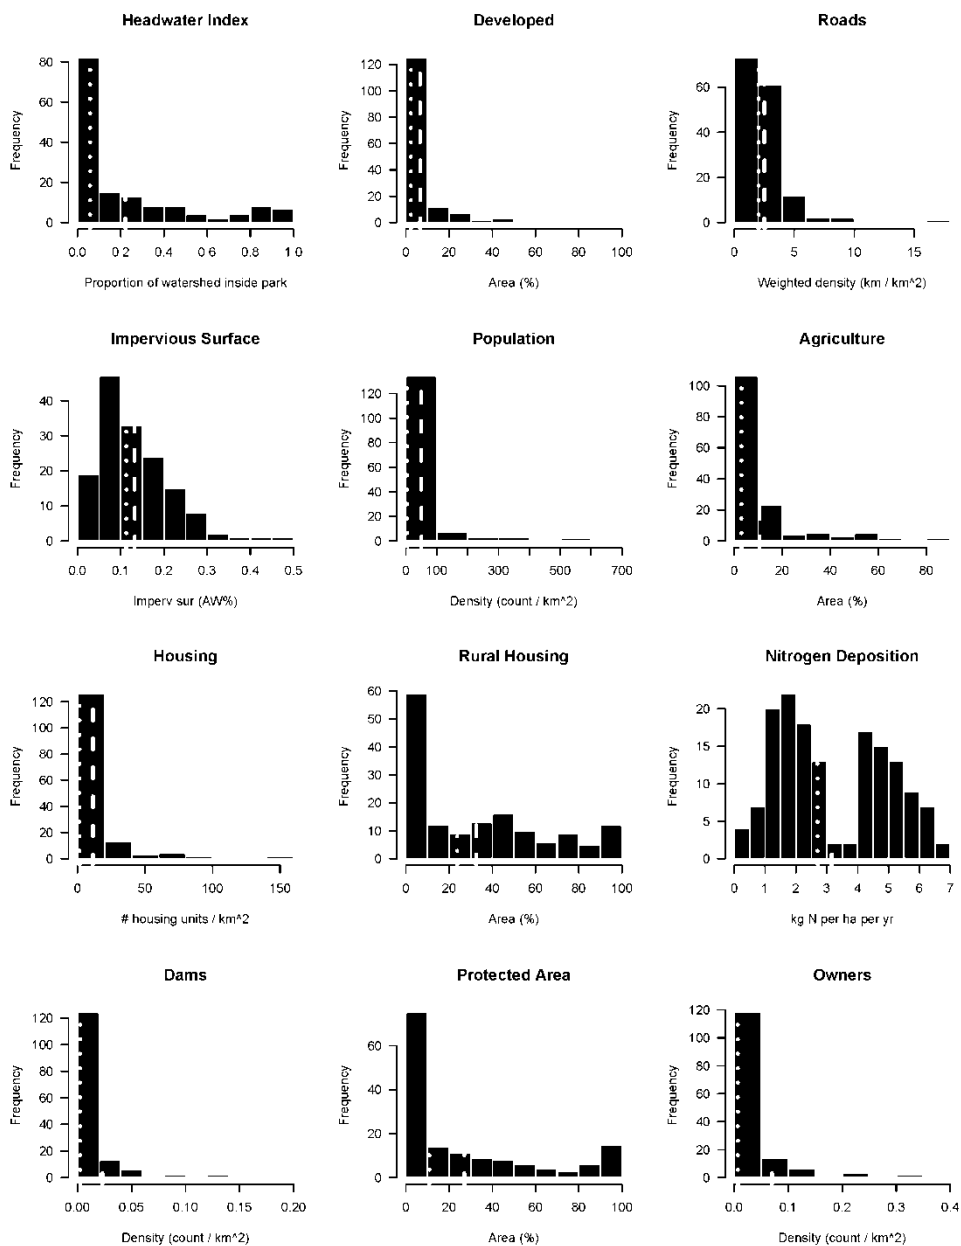 Headwater Index
Frequency
80
60
40
20
0
0.0 0.2 0.4 0.6 0.8 1.0
Proportion of watershed inside park
Developed
Frequency
120
100
80
60
40
20
0
0 20 40 60 80 100
Area (%)
Roads
Frequency
60
40
20
0
0 5 10 15
Weighted density (km / km^2)
Impervious Surface
Frequency
40
30
20
10
0
0.0 0.1 0.2 0.3 0.4 0.5
Imperv sur (AW%)
Population
Frequency
120
100
80
60
40
20
0
0 100 300 500 700
Density (count / km^2)
Agriculture
Frequency
100
80
60
40
20
0
0 20 40 60 80
Area (%)
Housing
Frequency
120
100
80
60
40
20
0
0 50 100 150
# housing units / km^2
Rural Housing
Frequency
60
50
40
30
20
10
0
0 20 40 60 80 100
Area (%)
Nitrogen Deposition
Frequency
20
15
10
5
0
0 1 2 3 4 5 6 7
kg N per ha per yr
Dams
Frequency
120
100
80
60
40
20
0
0.00 0.05 0.10 0.15 0.20
Density (count / km^2)
Protected Area
Frequency
60
40
20
0
0 20 40 60 80 100
Area (%)
Owners
Frequency
120
100
80
60
40
20
0
0.0 0.1 0.2 0.3 0.4
Density (count / km^2)